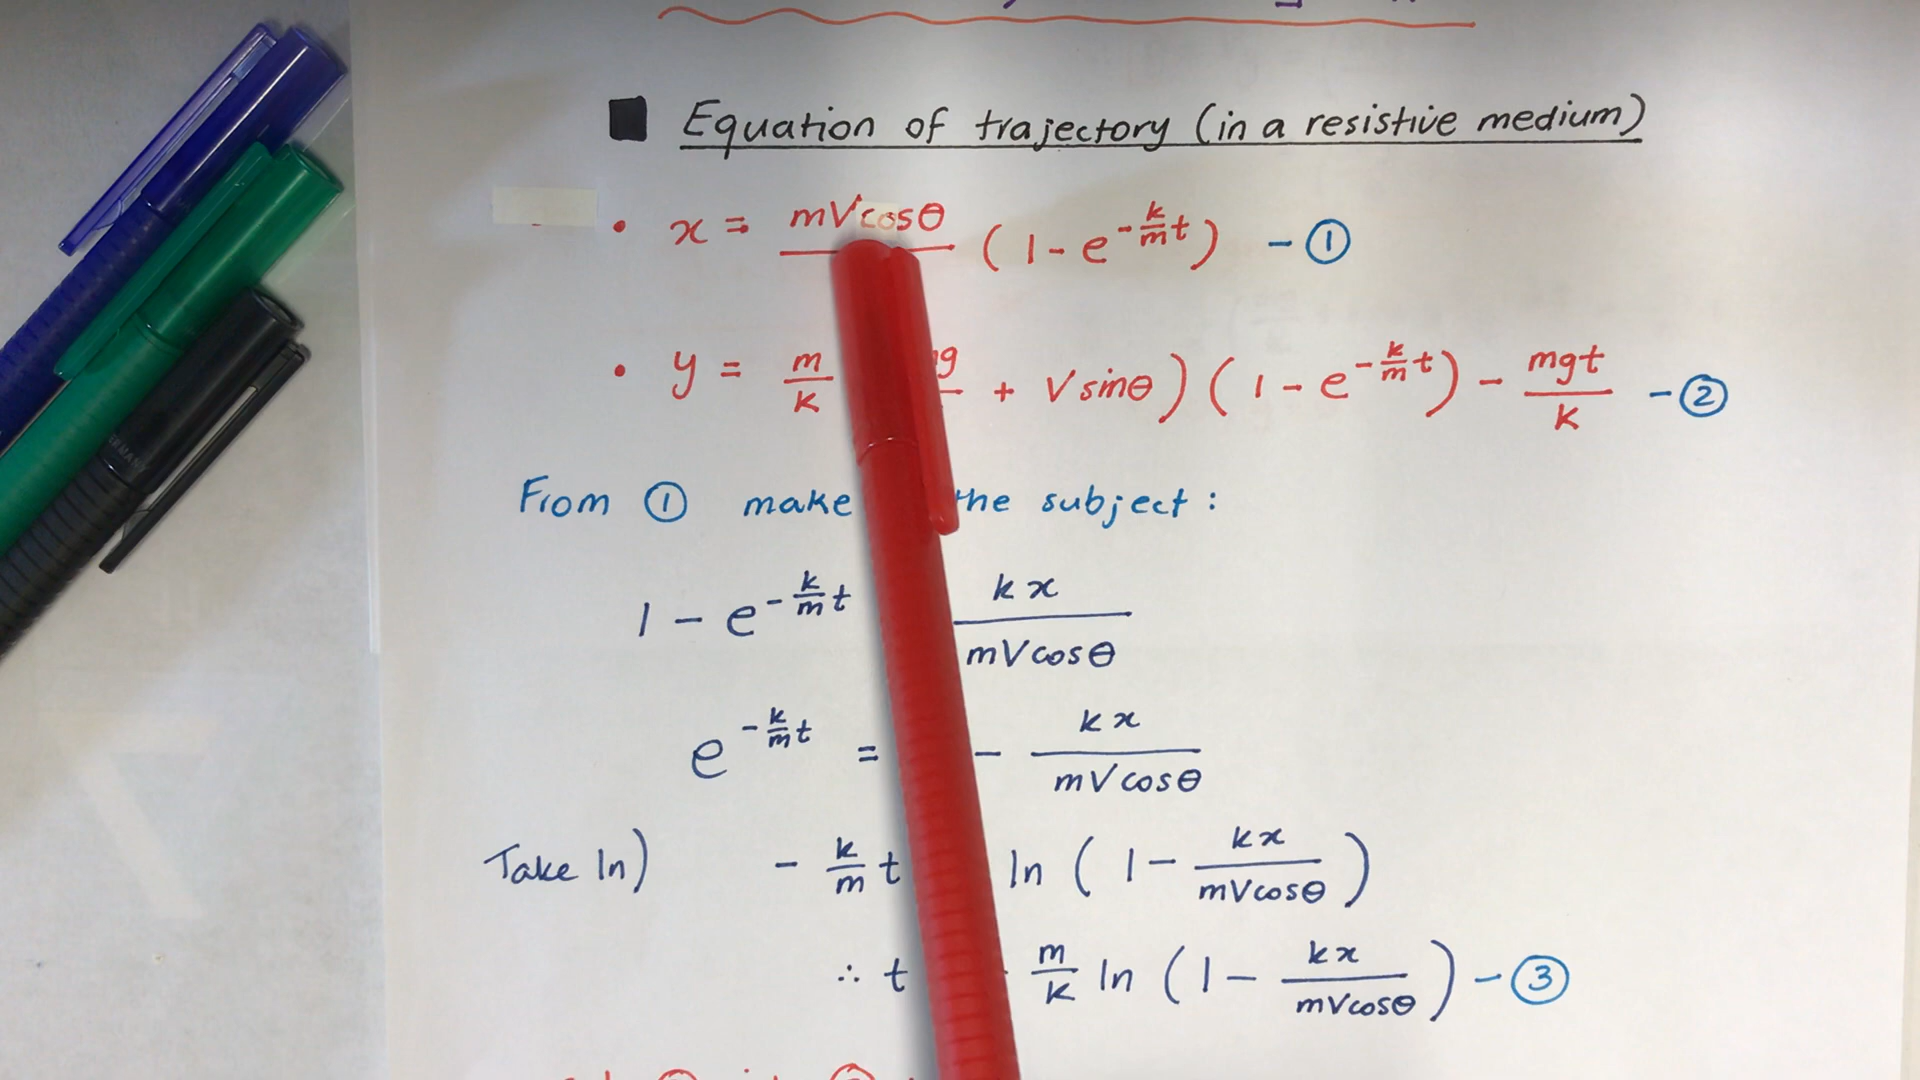 Equation of trajectory (in a resistive medium)
• x = mVcosθ/ (1 - e^{-k/m t}) - ①
• y = m/k g + Vsinθ) (1 - e^{-k/m t}) - mgt/k - ②
From ① make the subject :
1 - e^{-k/m t} kx/mVcosθ
e^{-k/m t} = - kx/mVcosθ
Take ln) - k/m t ln (1 - kx/mVcosθ)
∴ t m/k ln (1 - kx/mVcosθ) - ③